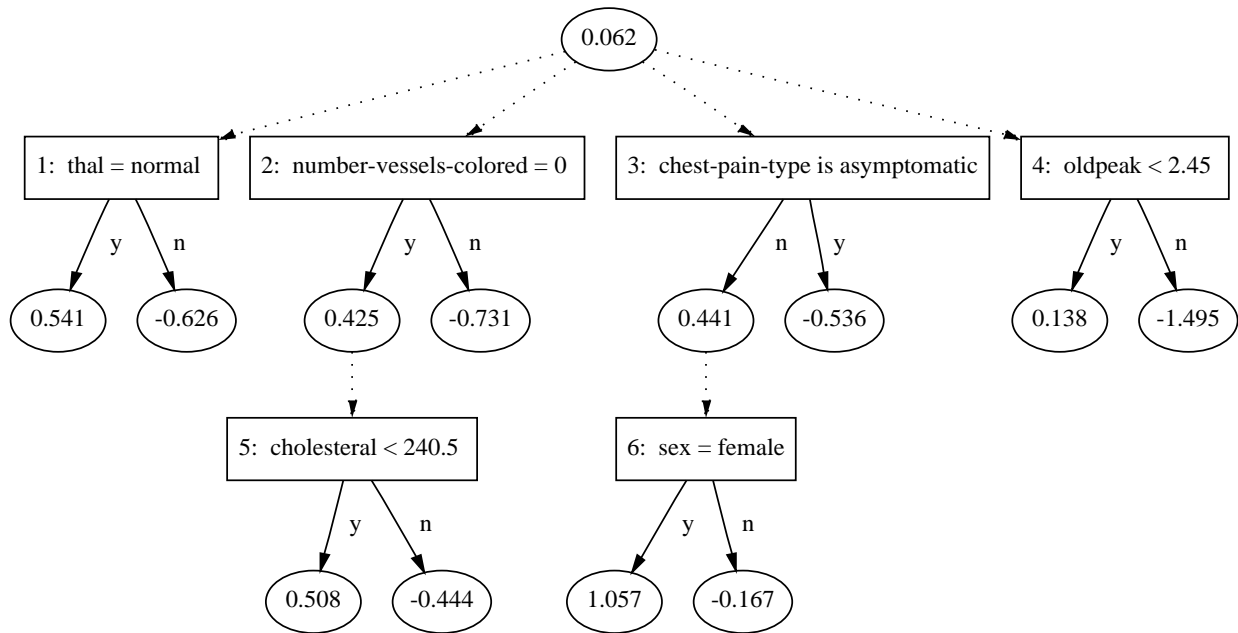 0.062
1: thal = normal
2: number-vessels-colored = 0
3: chest-pain-type is asymptomatic
4: oldpeak < 2.45
y
n
y
n
n
y
y
n
0.541
-0.626
0.425
-0.731
0.441
-0.536
0.138
-1.495
5: cholesteral < 240.5
6: sex = female
y
n
y
n
0.508
-0.444
1.057
-0.167